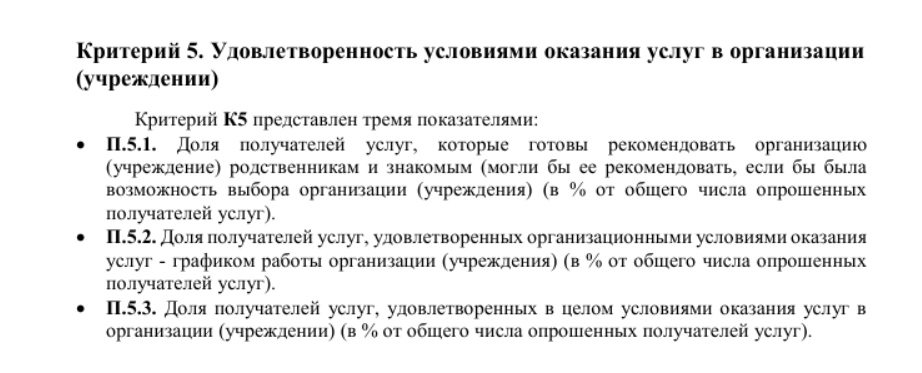 Критерий 5. Удовлетворенность условиями оказания услуг в организации
(учреждении)
Критерий К5 представлен тремя показателями:
• П.5.1. Доля получателей услуг, которые готовы рекомендовать организацию
(учреждение) родственникам и знакомым (могли бы ее рекомендовать, если бы была
возможность выбора организации (учреждения) (в % от общего числа опрошенных
получателей услуг).
• П.5.2. Доля получателей услуг, удовлетворенных организационными условиями оказания
услуг - графиком работы организации (учреждения) (в % от общего числа опрошенных
получателей услуг).
• П.5.3. Доля получателей услуг, удовлетворенных в целом условиями оказания услуг в
организации (учреждении) (в % от общего числа опрошенных получателей услуг).